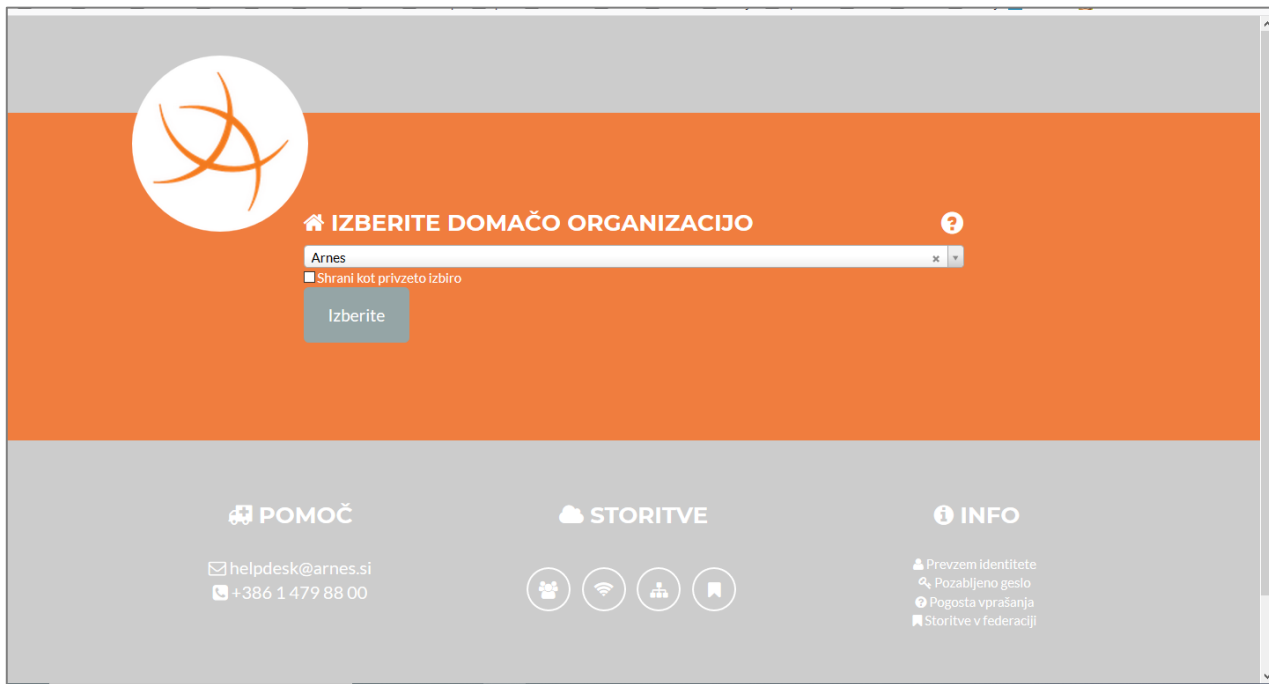 IZBERITE DOMAČO ORGANIZACIJO
Arnes
Shrani kot privzeto izbiro
Izberite
POMOČ
helpdesk@arnes.si
+386 1 479 88 00
STORITVE
INFO
Prevzem identitete
Pozabljeno geslo
Pogosta vprašanja
Storitve v federaciji